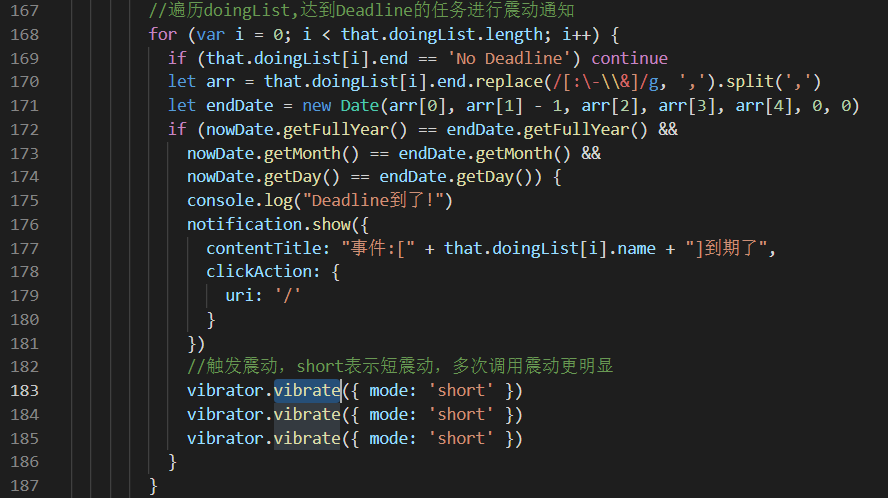 167 //遍历doingList,达到Deadline的任务进行震动通知
168 for (var i = 0; i < that.doingList.length; i++) {
169 if (that.doingList[i].end == 'No Deadline') continue
170 let arr = that.doingList[i].end.replace(/[:\-\\&]/g, ',').split(',')
171 let endDate = new Date(arr[0], arr[1] - 1, arr[2], arr[3], arr[4], 0, 0)
172 if (nowDate.getFullYear() == endDate.getFullYear() &&
173 nowDate.getMonth() == endDate.getMonth() &&
174 nowDate.getDay() == endDate.getDay()) {
175 console.log("Deadline到了!")
176 notification.show({
177 contentTitle: "事件:[" + that.doingList[i].name + "]到期了",
178 clickAction: {
179 uri: '/'
180 }
181 })
182 //触发震动，short表示短震动，多次调用震动更明显
183 vibrator.vibrate({ mode: 'short' })
184 vibrator.vibrate({ mode: 'short' })
185 vibrator.vibrate({ mode: 'short' })
186 }
187 }